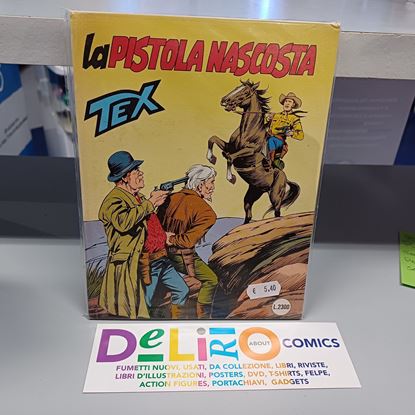 La PISTOLA NASCOSTA
TEX
€ 5,40
L.2300
DeLiRiO ABOUT COMICS
FUMETTI NUOVI, USATI, DA COLLEZIONE, LIBRI, RIVISTE,
LIBRI D'ILLUSTRAZIONI, POSTERS, DVD, T-SHIRTS, FELPE,
ACTION FIGURES, PORTACHIAVI, GADGETS